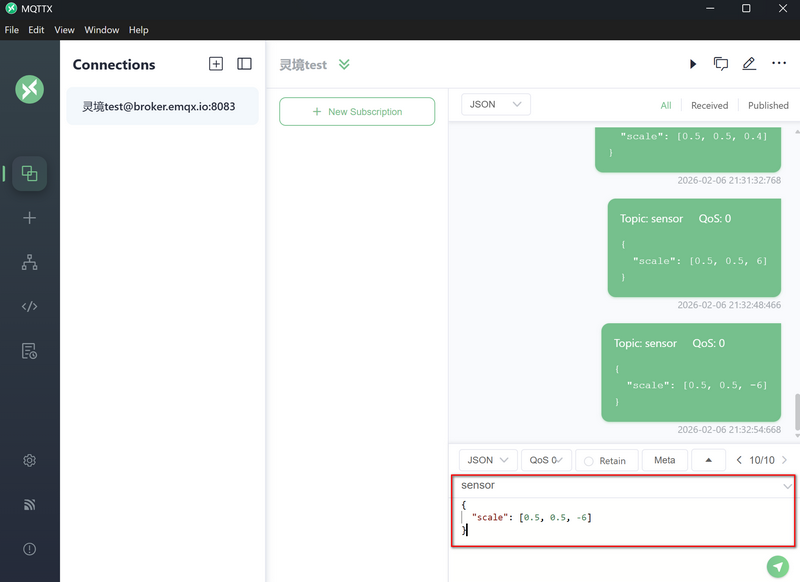 MQTTX
File Edit View Window Help
Connections
灵境test@broker.emqx.io:8083
灵境test
+ New Subscription
JSON
All Received Published
"scale": [0.5, 0.5, 0.4]
}
2026-02-06 21:31:32:768
Topic: sensor QoS: 0
{
"scale": [0.5, 0.5, 6]
}
2026-02-06 21:32:48:466
Topic: sensor QoS: 0
{
"scale": [0.5, 0.5, -6]
}
2026-02-06 21:32:54:668
JSON QoS 0 Retain Meta 10/10
sensor
{
"scale": [0.5, 0.5, -6]
}